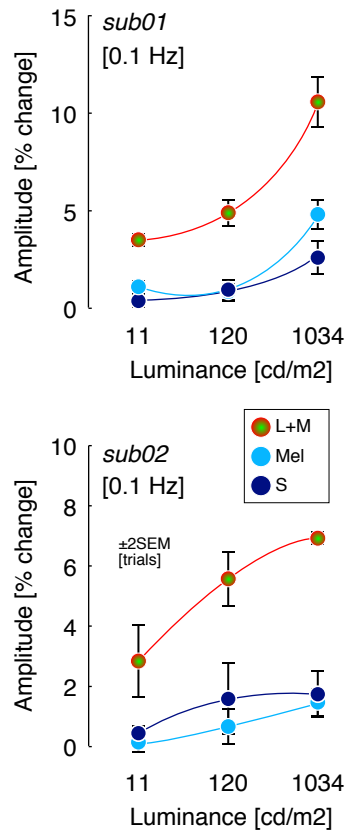 sub01
[0.1 Hz]
Amplitude [% change]
15
10
5
0
11 120 1034
Luminance [cd/m2]
L+M
Mel
S
sub02
[0.1 Hz]
±2SEM
[trials]
Amplitude [% change]
10
8
6
4
2
0
11 120 1034
Luminance [cd/m2]